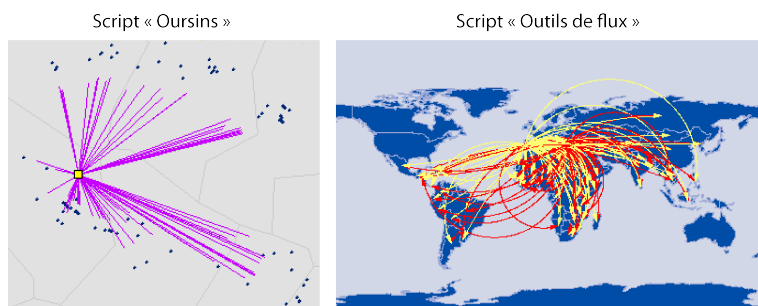 Script « Oursins »
Script « Outils de flux »